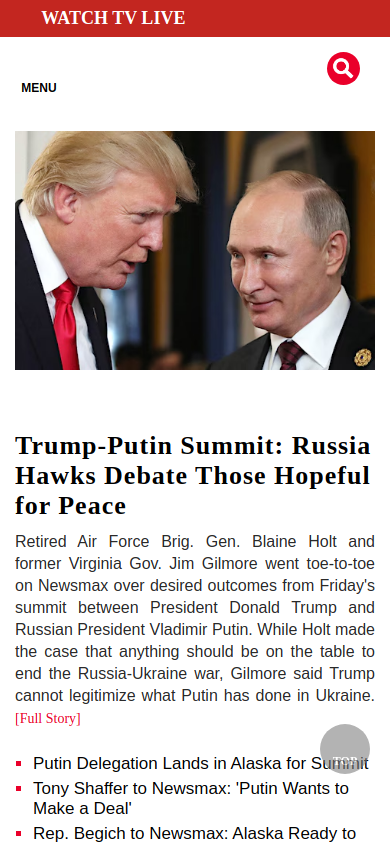 WATCH TV LIVE
MENU
Trump-Putin Summit: Russia
Hawks Debate Those Hopeful
for Peace
Retired Air Force Brig. Gen. Blaine Holt and
former Virginia Gov. Jim Gilmore went toe-to-toe
on Newsmax over desired outcomes from Friday's
summit between President Donald Trump and
Russian President Vladimir Putin. While Holt made
the case that anything should be on the table to
end the Russia-Ukraine war, Gilmore said Trump
cannot legitimize what Putin has done in Ukraine.
[Full Story]
Putin Delegation Lands in Alaska for Summit
TOP
Tony Shaffer to Newsmax: 'Putin Wants to
Make a Deal'
Rep. Begich to Newsmax: Alaska Ready to